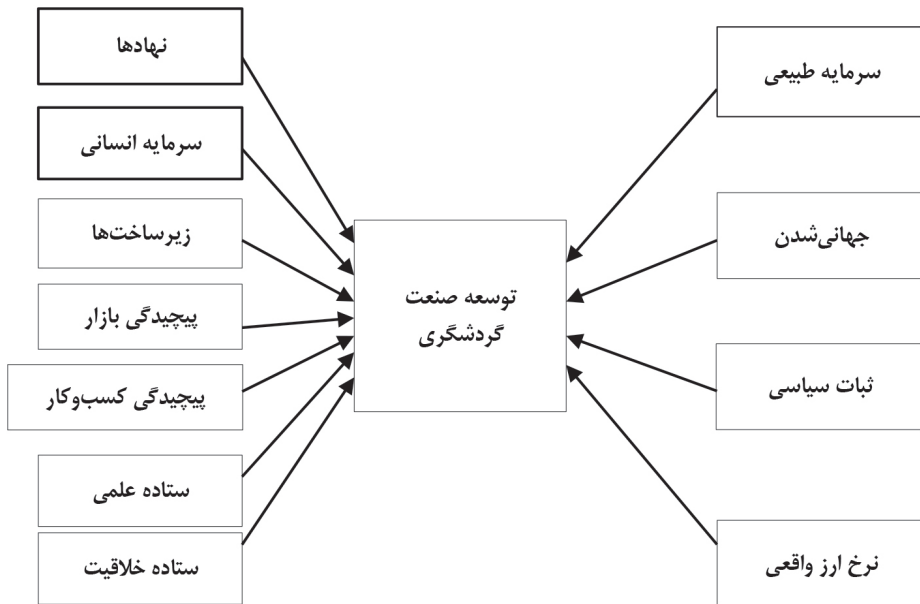 سرمایه طبیعی
جهانی‌شدن
ثبات سیاسی
نرخ ارز واقعی
توسعه صنعت
گردشگری
نهادها
سرمایه انسانی
زیرساخت‌ها
پیچیدگی بازار
پیچیدگی کسب‌وکار
ستاده علمی
ستاده خلاقیت